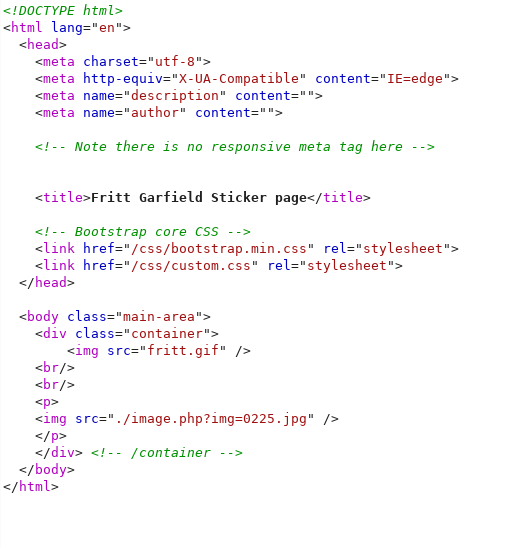 <!DOCTYPE html>
<html lang="en">
  <head>
    <meta charset="utf-8">
    <meta http-equiv="X-UA-Compatible" content="IE=edge">
    <meta name="description" content="">
    <meta name="author" content="">

    <!-- Note there is no responsive meta tag here -->


    <title>Fritt Garfield Sticker page</title>

    <!-- Bootstrap core CSS -->
    <link href="/css/bootstrap.min.css" rel="stylesheet">
    <link href="/css/custom.css" rel="stylesheet">
  </head>

  <body class="main-area">
    <div class="container">
        <img src="fritt.gif" />
    <br/>
    <br/>
    <p>
    <img src="./image.php?img=0225.jpg" />
    </p>
    </div> <!-- /container -->
  </body>
</html>